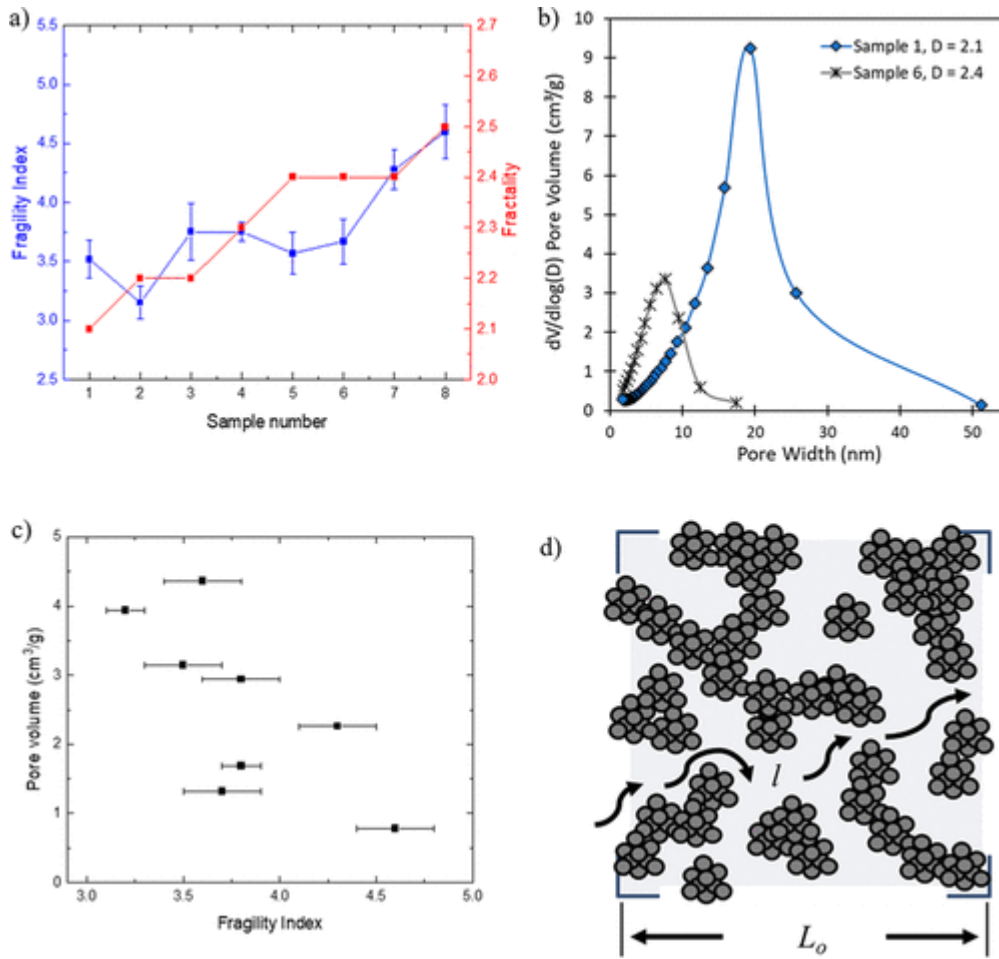 a)
5.5
5.0
4.5
4.0
3.5
3.0
2.5
Fragility Index
1 2 3 4 5 6 7 8
Sample number
2.7
2.6
2.5
2.4
2.3
2.2
2.1
2.0
Fractality
b)
10
9
8
7
6
5
4
3
2
1
0
dV/dlog(D) Pore Volume (cm³/g)
Sample 1, D = 2.1
Sample 6, D = 2.4
0 10 20 30 40 50
Pore Width (nm)
c)
5
4
3
2
1
0
Pore volume (cm³/g)
3.0 3.5 4.0 4.5 5.0
Fragility Index
d)
l
Lₒ